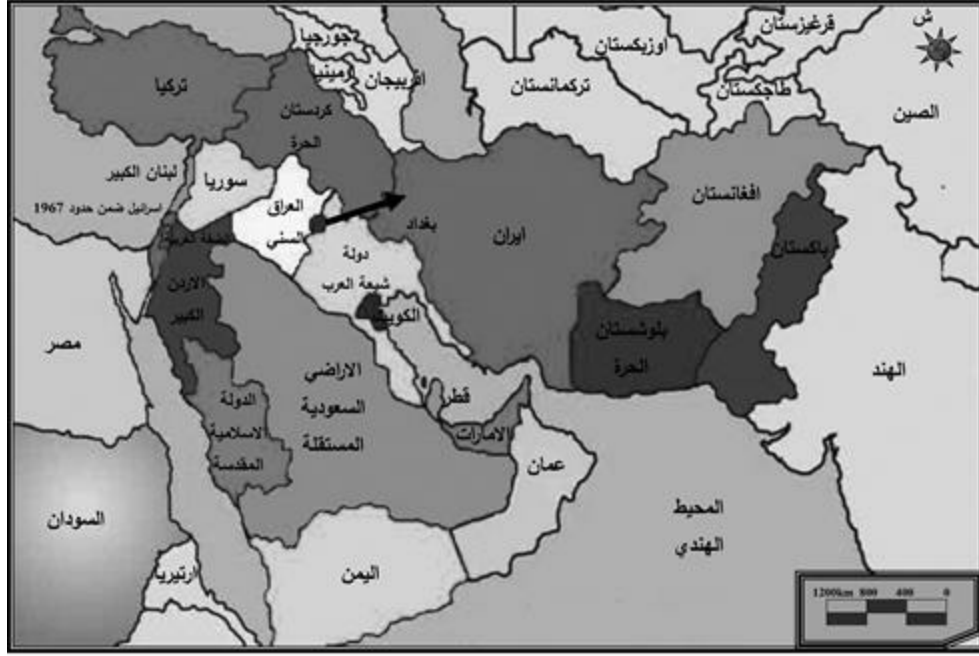 ش
قرغيزستان
اوزبكستان
جورجيا
ارمينيا
اذربيجان
تركمانستان
طاجكستان
الصين
تركيا
كردستان
الحرة
لبنان الكبير
سوريا
افغانستان
اسرائيل ضمن حدود 1967
العراق
السني
بغداد
ايران
باكستان
الضفة الغربية
دولة
شيعة العرب
الاردن
الكبير
الكويت
بلوشستان
الحرة
مصر
الهند
الاراضي
السعودية
المستقلة
قطر
الدولة
الاسلامية
المقدسة
الامارات
عمان
السودان
المحيط
الهندي
ارتيريا
اليمن
1200km 800 400 0